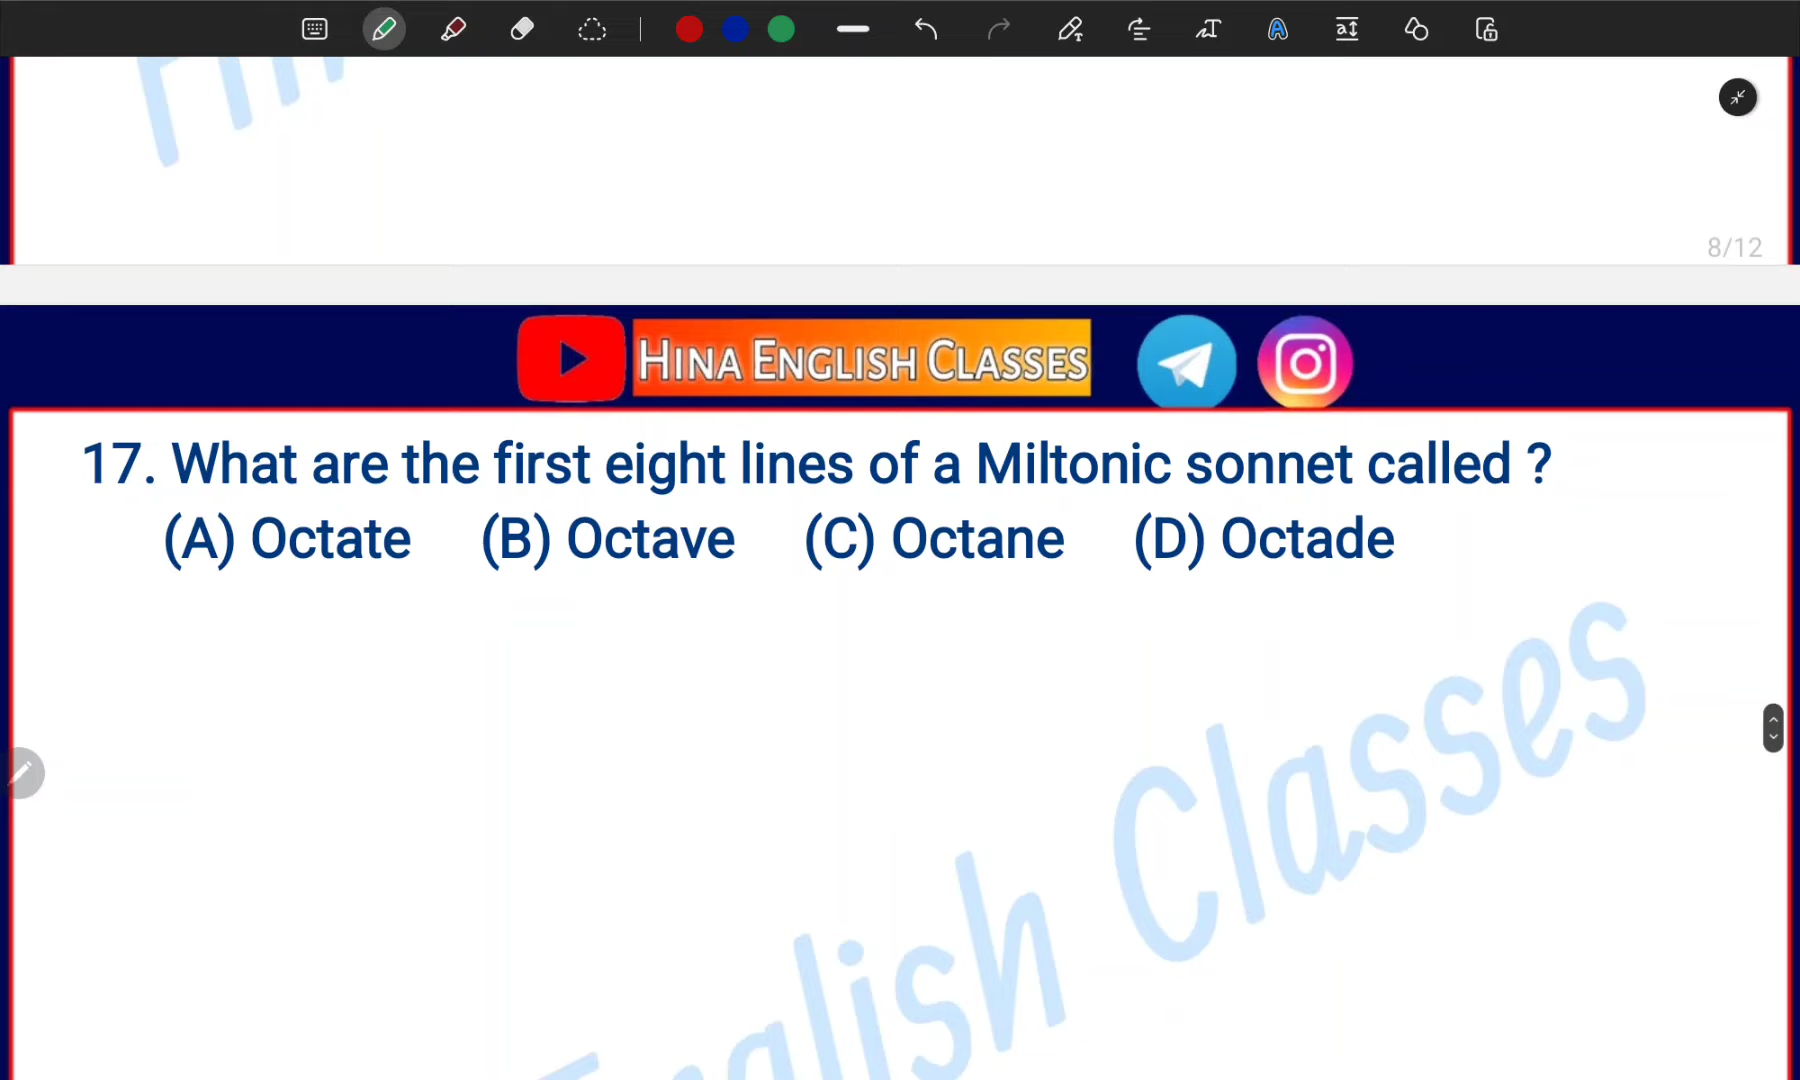 8/12
HINA ENGLISH CLASSES
17. What are the first eight lines of a Miltonic sonnet called ?
(A) Octate (B) Octave (C) Octane (D) Octade
English Classes